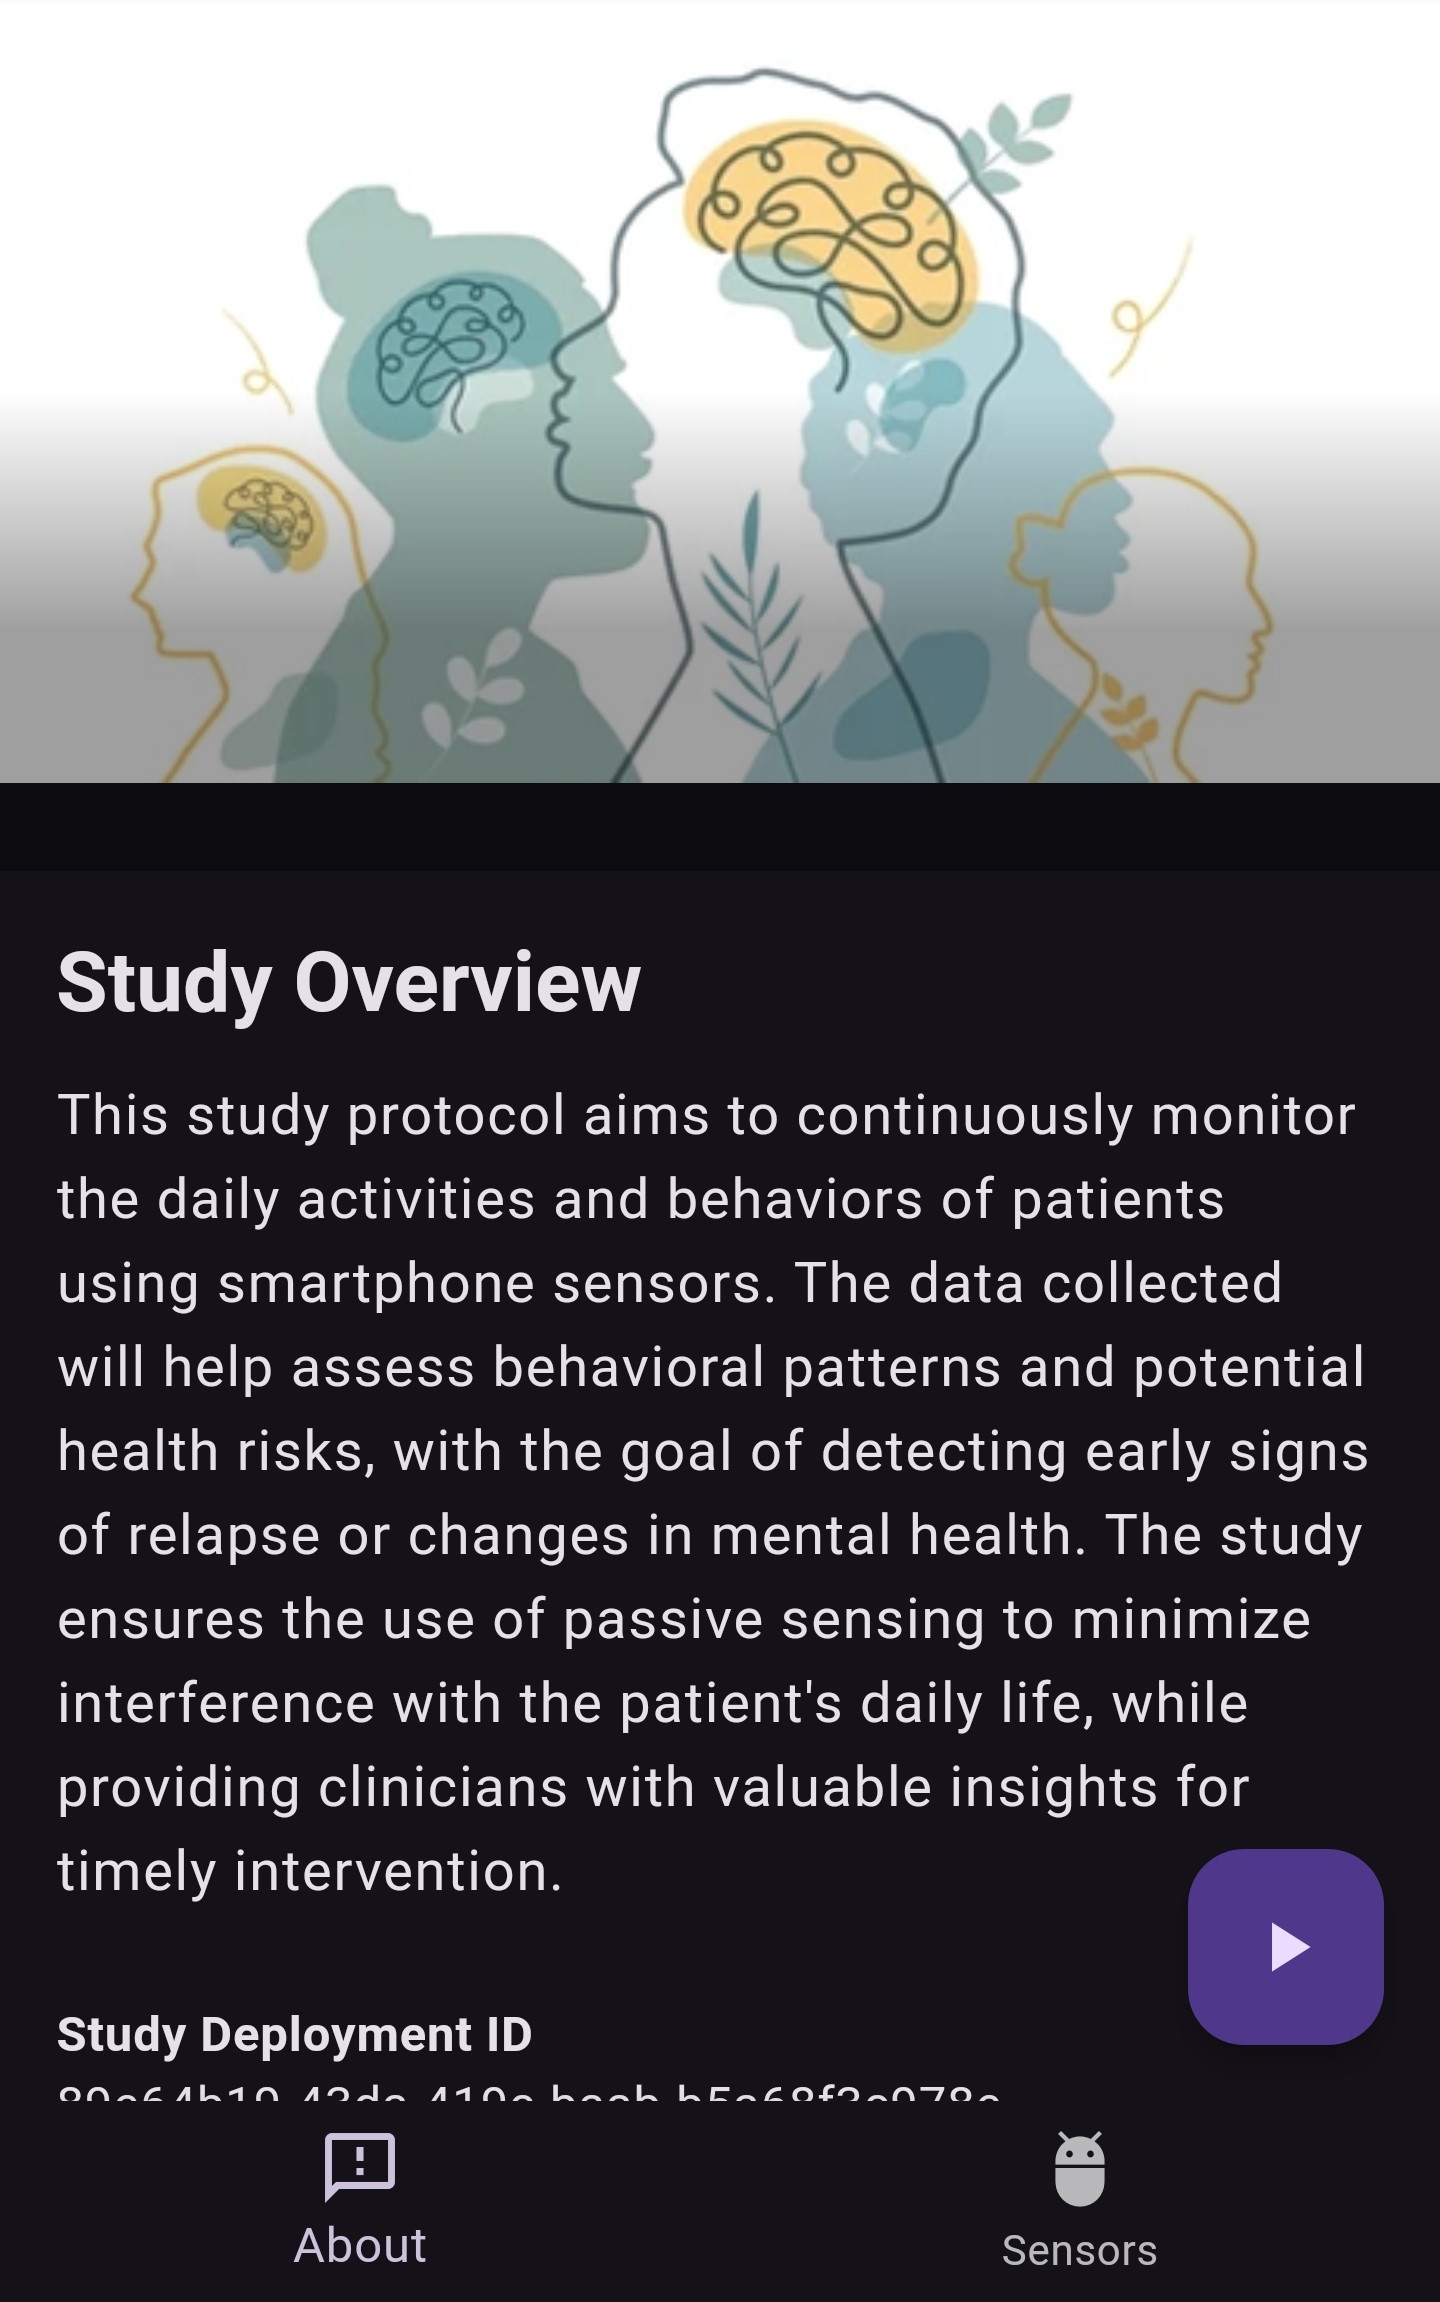 Study Overview
This study protocol aims to continuously monitor
the daily activities and behaviors of patients
using smartphone sensors. The data collected
will help assess behavioral patterns and potential
health risks, with the goal of detecting early signs
of relapse or changes in mental health. The study
ensures the use of passive sensing to minimize
interference with the patient's daily life, while
providing clinicians with valuable insights for
timely intervention.
Study Deployment ID
About
Sensors